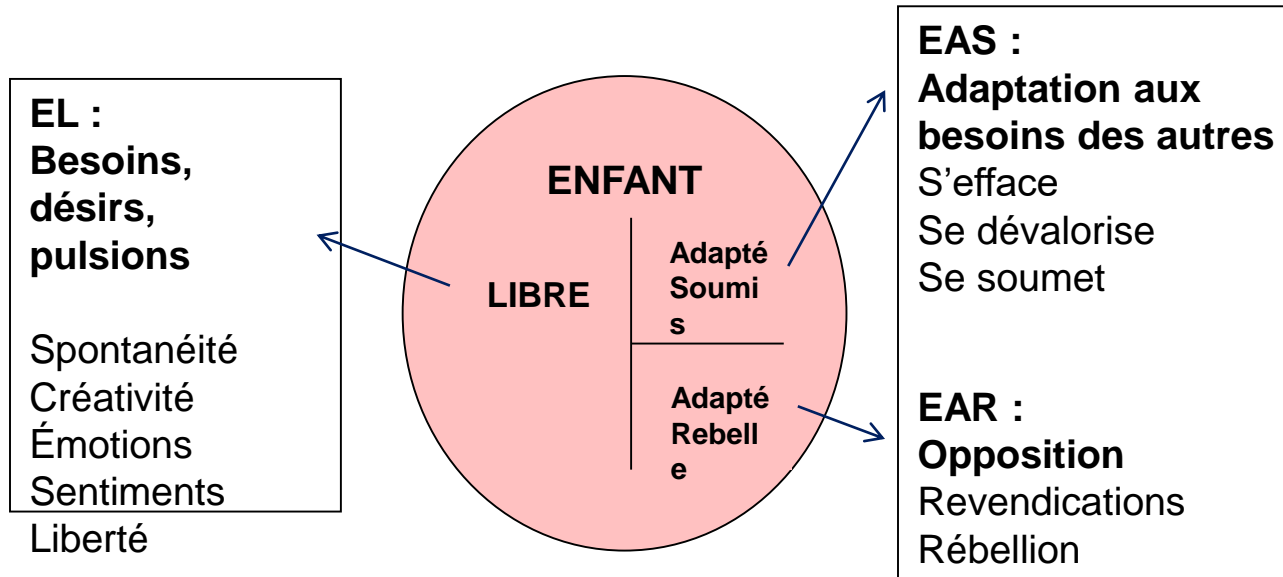 EL :
Besoins,
désirs,
pulsions
Spontanéité
Créativité
Émotions
Sentiments
Liberté
ENFANT
LIBRE
Adapté
Soumi
s
Adapté
Rebell
e
EAS :
Adaptation aux
besoins des autres
S’efface
Se dévalorise
Se soumet
EAR :
Opposition
Revendications
Rébellion